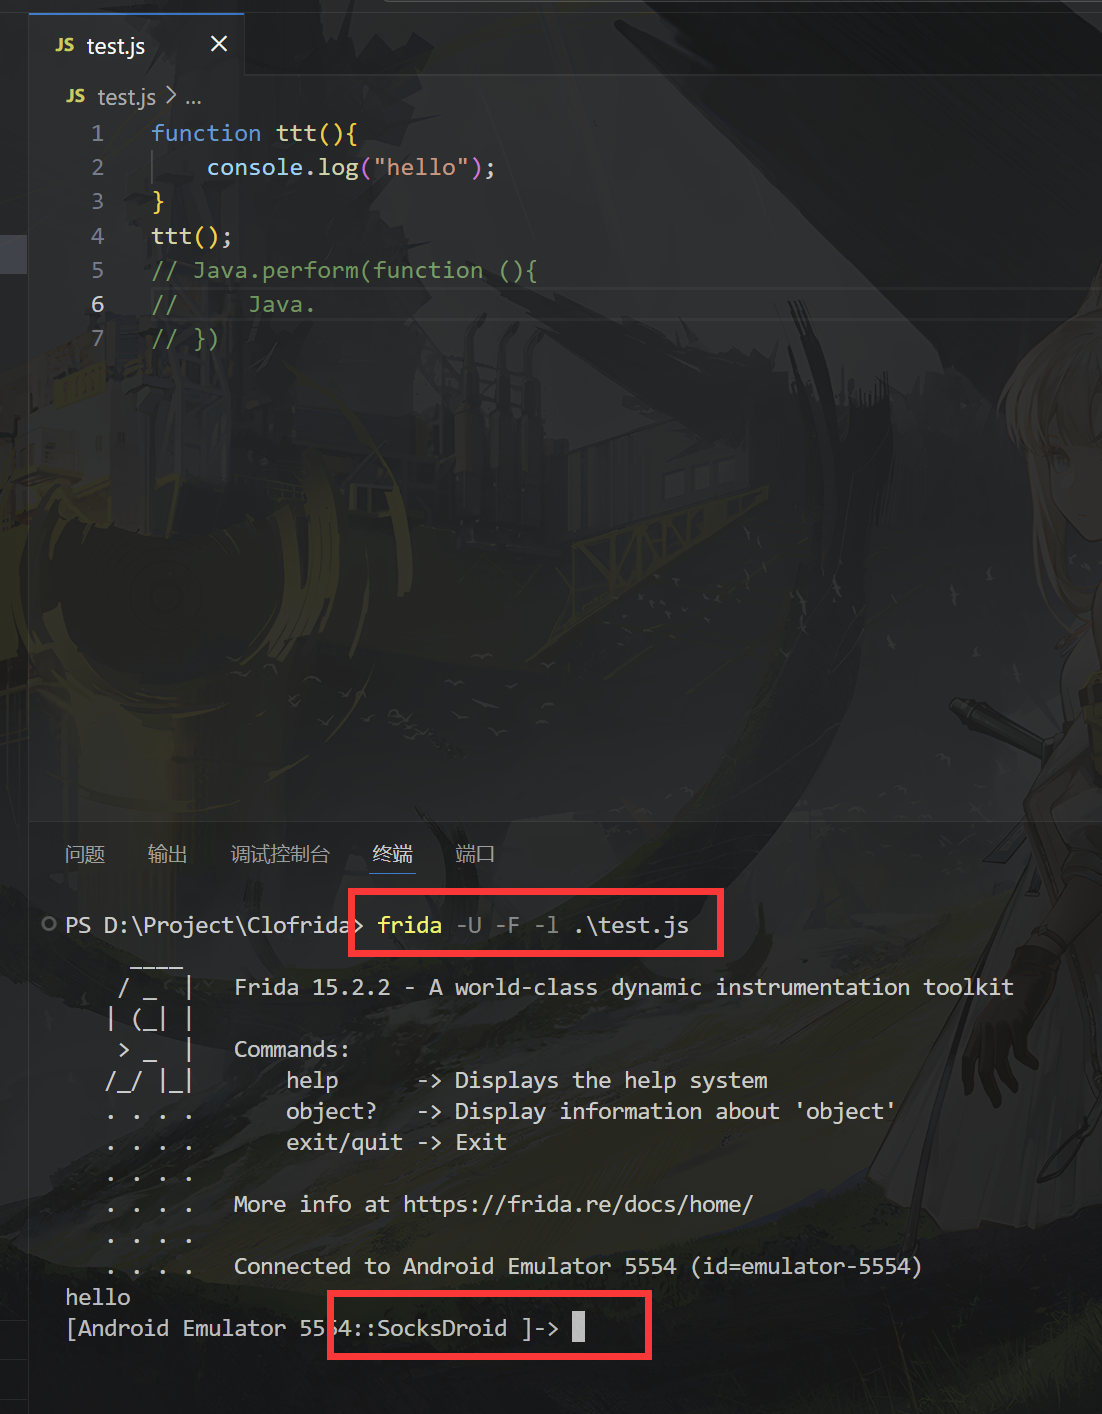 JS test.js ×
JS test.js > ...
1 function ttt(){
2     console.log("hello");
3 }
4 ttt();
5 // Java.perform(function (){
6 //     Java.
7 // })
问题 输出 调试控制台 终端 端口
PS D:\Project\Clofrida> frida -U -F -l .\test.js
     ____
    / _  |   Frida 15.2.2 - A world-class dynamic instrumentation toolkit
   | (_| |
    > _  |   Commands:
   /_/ |_|       help      -> Displays the help system
   . . . .       object?   -> Display information about 'object'
   . . . .       exit/quit -> Exit
   . . . .
   . . . .   More info at https://frida.re/docs/home/
   . . . .
   . . . .   Connected to Android Emulator 5554 (id=emulator-5554)
hello
[Android Emulator 5554::SocksDroid ]->